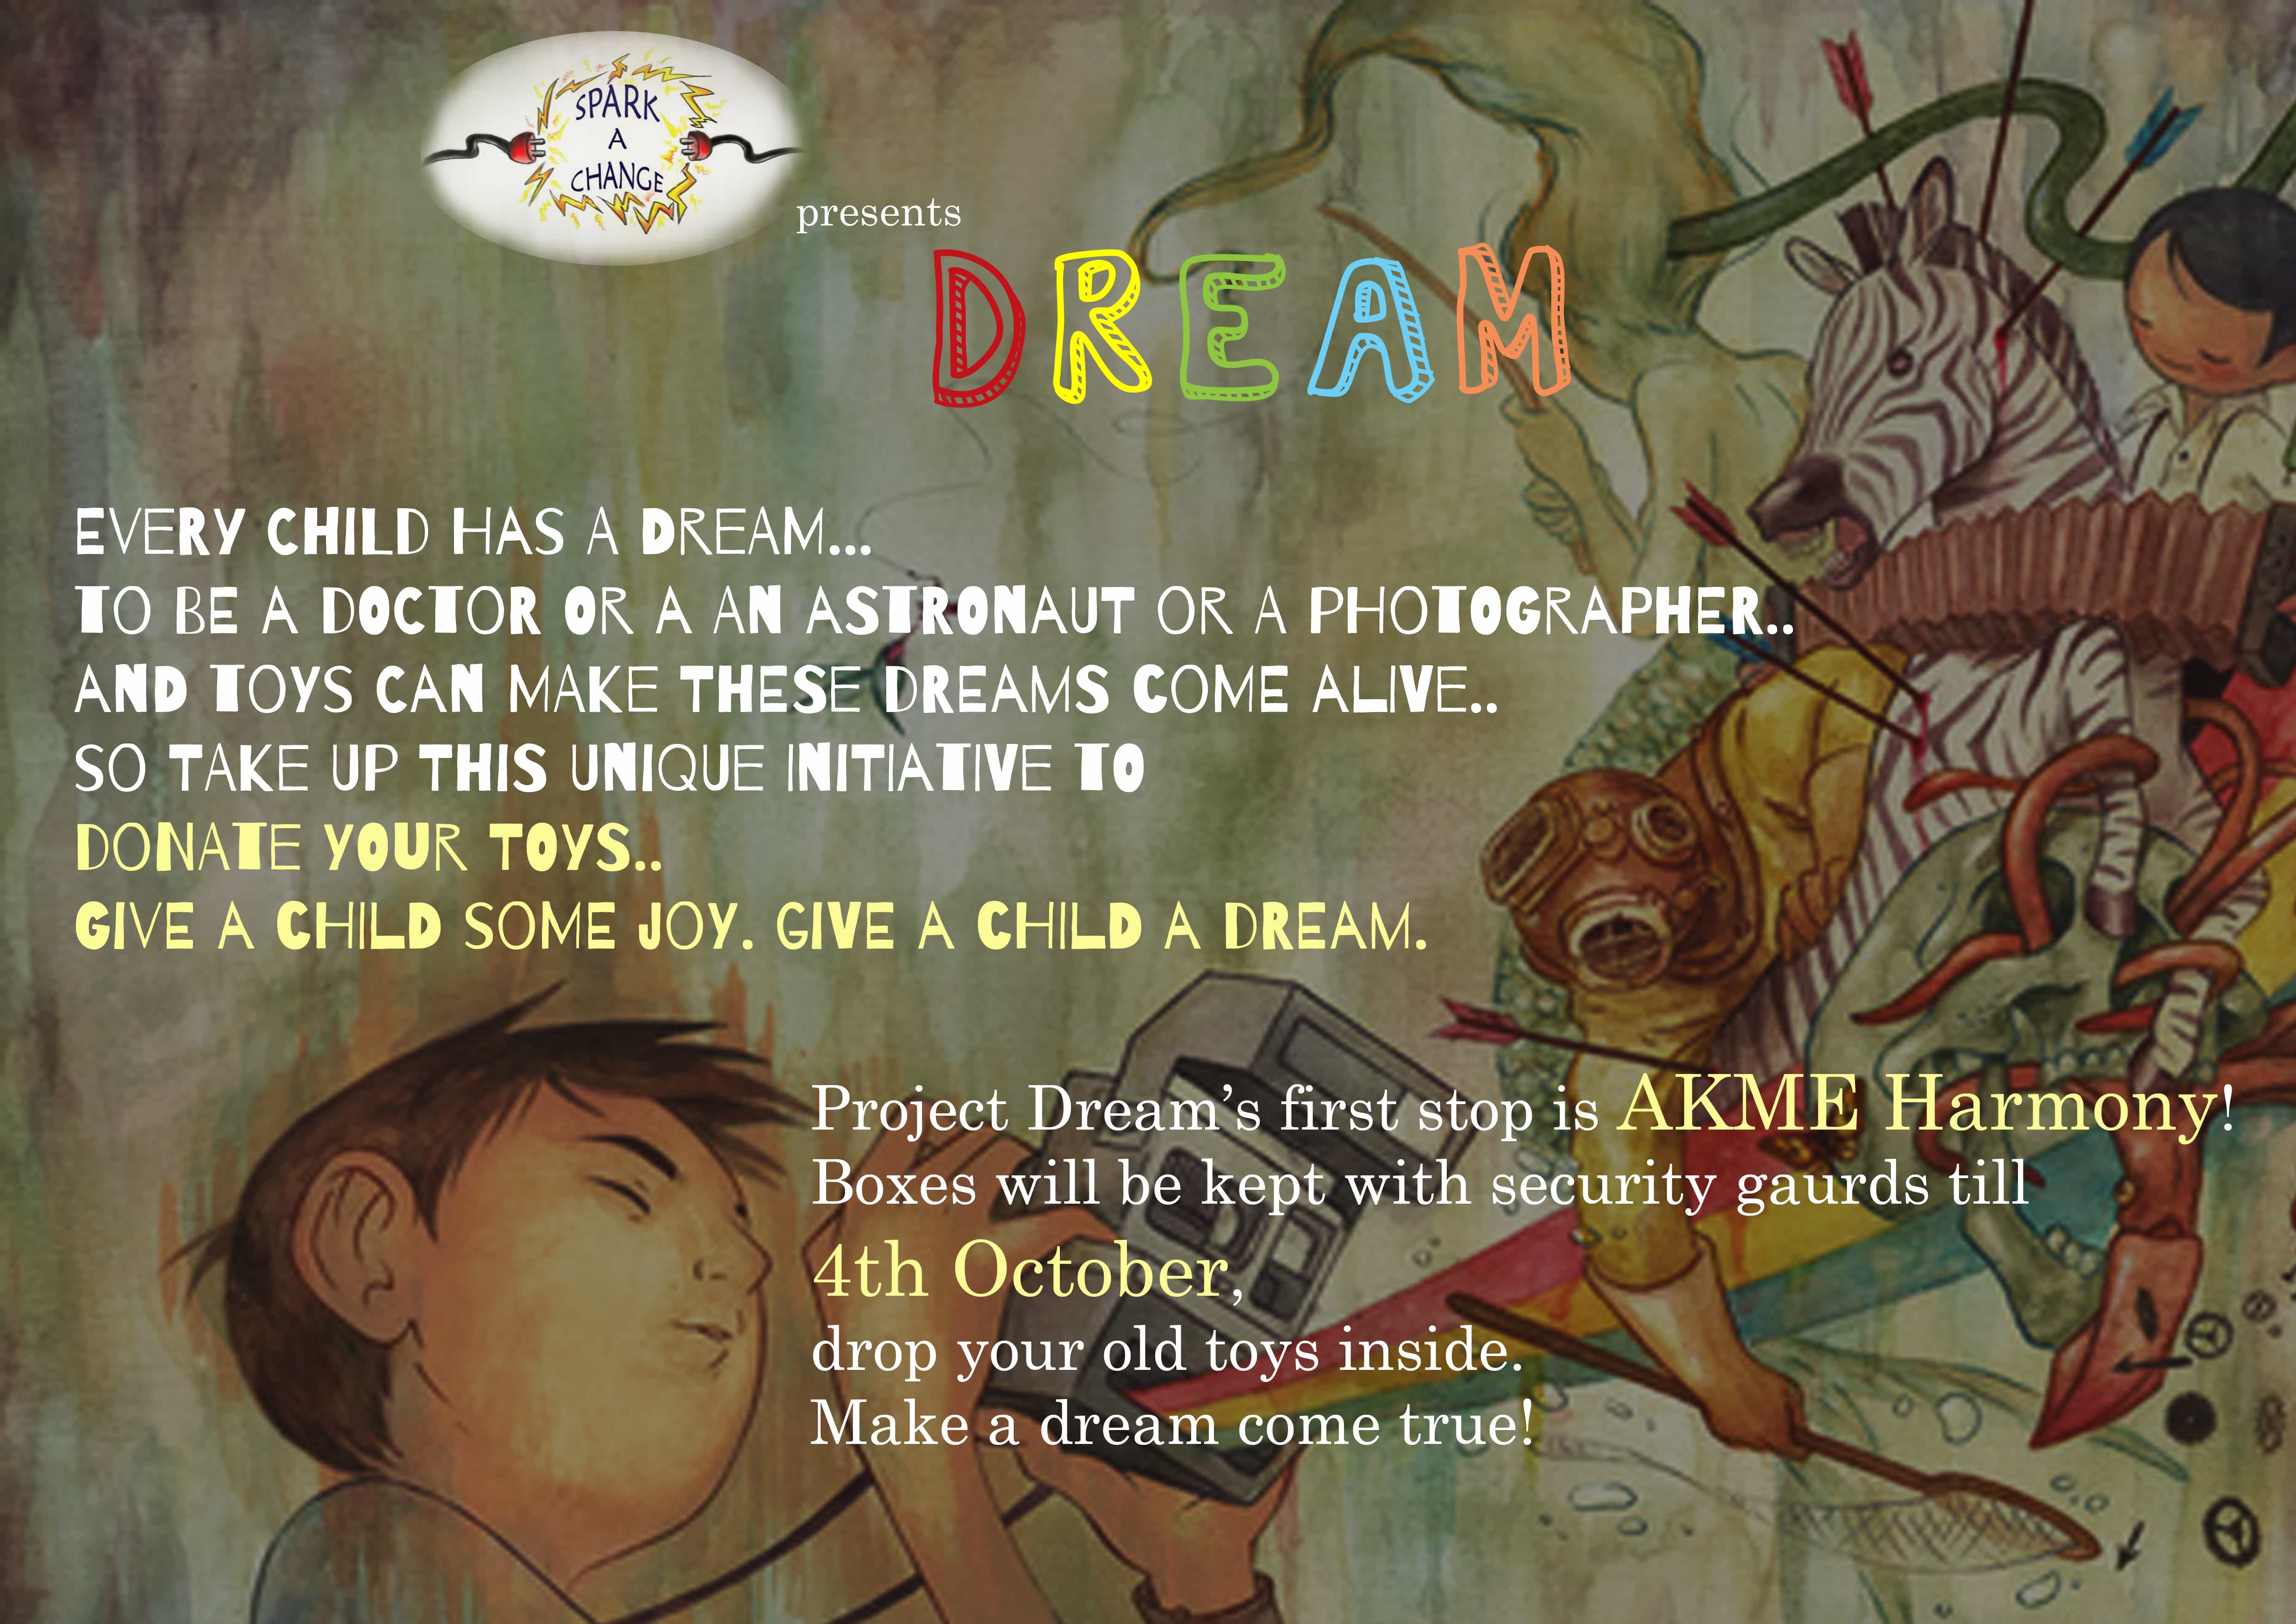 SPARK
A
CHANGE
presents
DREAM
EVERY CHILD HAS A DREAM...
TO BE A DOCTOR OR A AN ASTRONAUT OR A PHOTOGRAPHER..
AND TOYS CAN MAKE THESE DREAMS COME ALIVE..
SO TAKE UP THIS UNIQUE INITIATIVE TO
DONATE YOUR TOYS..
GIVE A CHILD SOME JOY. GIVE A CHILD A DREAM.
Project Dream's first stop is AKME Harmony!
Boxes will be kept with security gaurds till
4th October,
drop your old toys inside.
Make a dream come true!